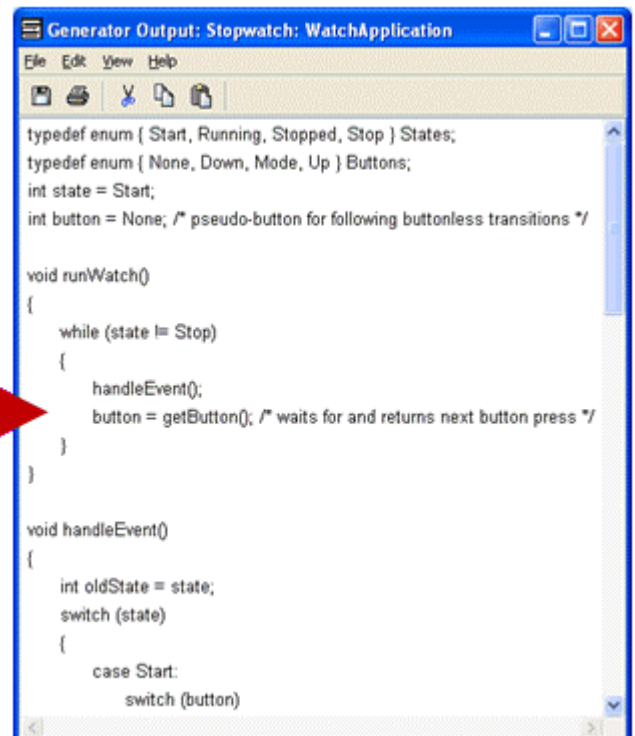 Generator Output: Stopwatch: WatchApplication
File Edit View Help
typedef enum { Start, Running, Stopped, Stop } States;
typedef enum { None, Down, Mode, Up } Buttons;
int state = Start;
int button = None; /* pseudo-button for following buttonless transitions */
void runWatch()
{
while (state != Stop)
{
handleEvent();
button = getButton(); /* waits for and returns next button press */
}
}
void handleEvent()
{
int oldState = state;
switch (state)
{
case Start:
switch (button)